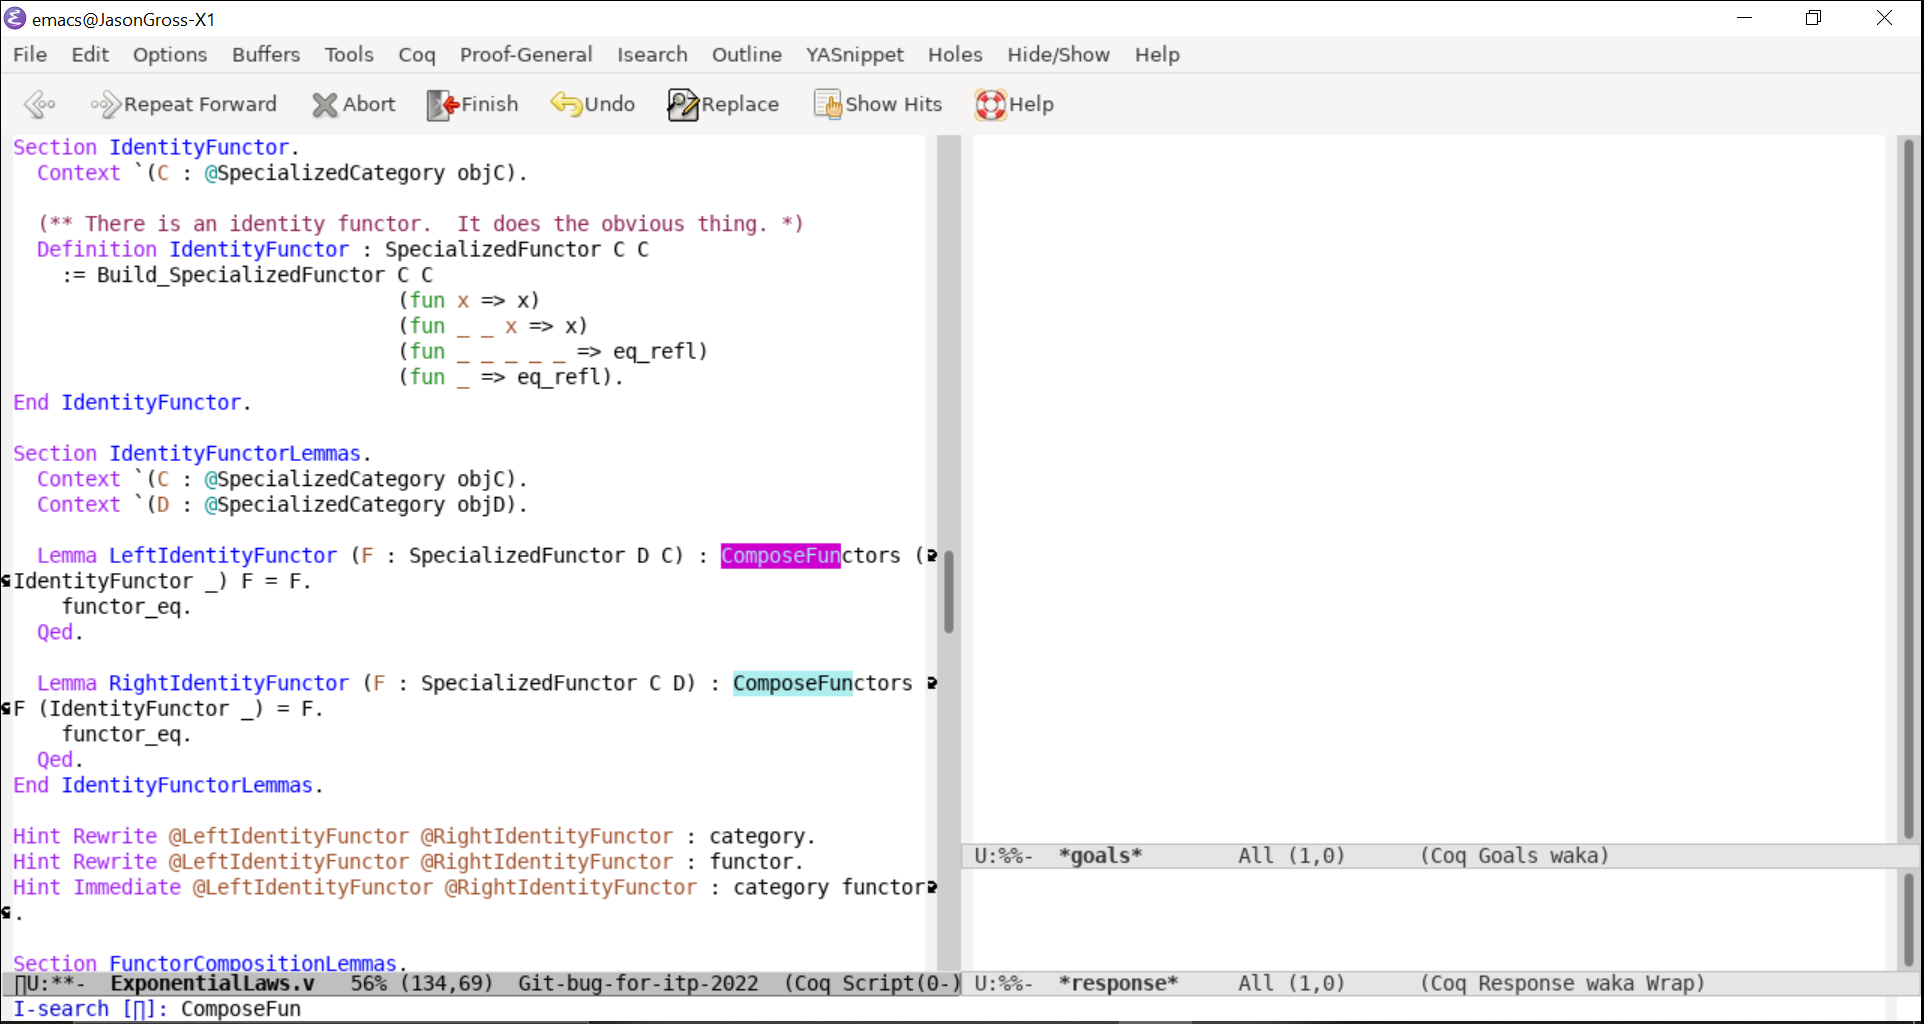 emacs@JasonGross-X1
File Edit Options Buffers Tools Coq Proof-General Isearch Outline YASnippet Holes Hide/Show Help
Repeat Forward Abort Finish Undo Replace Show Hits Help
Section IdentityFunctor.
  Context `(C : @SpecializedCategory objC).
  (** There is an identity functor.  It does the obvious thing. *)
  Definition IdentityFunctor : SpecializedFunctor C C
    := Build_SpecializedFunctor C C
                                (fun x => x)
                                (fun _ _ x => x)
                                (fun _ _ _ _ _ => eq_refl)
                                (fun _ => eq_refl).
End IdentityFunctor.
Section IdentityFunctorLemmas.
  Context `(C : @SpecializedCategory objC).
  Context `(D : @SpecializedCategory objD).
  Lemma LeftIdentityFunctor (F : SpecializedFunctor D C) : ComposeFunctors (
IdentityFunctor _) F = F.
    functor_eq.
  Qed.
  Lemma RightIdentityFunctor (F : SpecializedFunctor C D) : ComposeFunctors
F (IdentityFunctor _) = F.
    functor_eq.
  Qed.
End IdentityFunctorLemmas.
Hint Rewrite @LeftIdentityFunctor @RightIdentityFunctor : category.
Hint Rewrite @LeftIdentityFunctor @RightIdentityFunctor : functor.
Hint Immediate @LeftIdentityFunctor @RightIdentityFunctor : category functor
.
Section FunctorCompositionLemmas.
∏U:**-  ExponentialLaws.v   56% (134,69)  Git-bug-for-itp-2022  (Coq Script(0-)
I-search [∏]: ComposeFun
U:%%-  *goals*        All (1,0)      (Coq Goals waka)
U:%%-  *response*     All (1,0)      (Coq Response waka Wrap)